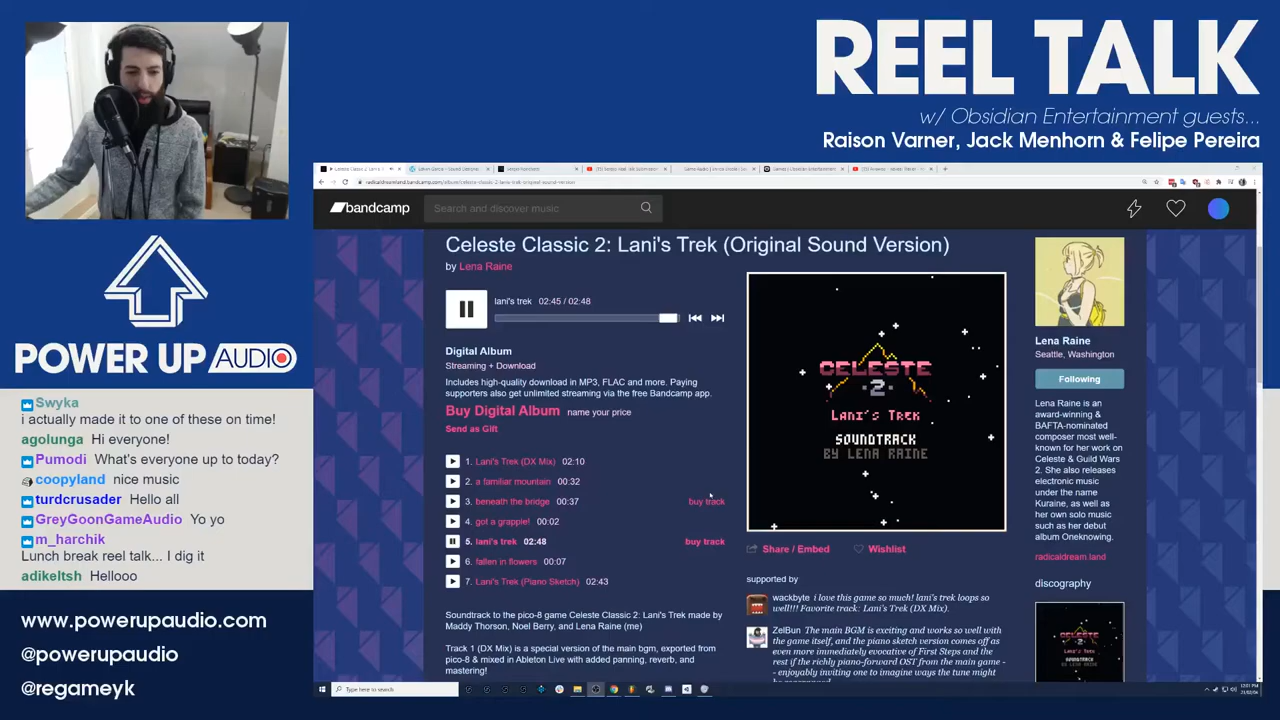 REEL TALK
w/ Obsidian Entertainment guests...
Raison Varner, Jack Menhorn & Felipe Pereira
bandcamp
Search and discover music
Celeste Classic 2: Lani's Trek (Original Sound Version)
by Lena Raine
lani's trek 02:45 / 02:48
Digital Album
Streaming + Download
Includes high-quality download in MP3, FLAC and more. Paying
supporters also get unlimited streaming via the free Bandcamp app.
Buy Digital Album name your price
Send as Gift
1. Lani's Trek (DX Mix) 02:10
2. a familiar mountain 00:32
3. beneath the bridge 00:37 buy track
4. got a grapple! 00:02
5. lani's trek 02:48 buy track
6. fallen in flowers 00:07
7. Lani's Trek (Piano Sketch) 02:43
Soundtrack to the pico-8 game Celeste Classic 2: Lani's Trek made by
Maddy Thorson, Noel Berry, and Lena Raine (me)
Track 1 (DX Mix) is a special version of the main bgm, exported from
pico-8 & mixed in Ableton Live with added panning, reverb, and
mastering!
CELESTE
2
LANI'S TREK
SOUNDTRACK
BY LENA RAINE
Share / Embed Wishlist
supported by
wackbyte i love this game so much! lani's trek loops so
well!!! Favorite track: Lani's Trek (DX Mix).
ZelBun The main BGM is exciting and works so well with
the game itself, and the piano sketch version comes off as
even more immediately evocative of First Steps and the
rest if the richly piano-forward OST from the main game -
- enjoyably inviting one to imagine ways the tune might
Lena Raine
Seattle, Washington
Following
Lena Raine is an
award-winning &
BAFTA-nominated
composer most well-
known for her work on
Celeste & Guild Wars
2. She also releases
electronic music
under the name
Kuraine, as well as
her own solo music
such as her debut
album Oneknowing.
radicaldream.land
discography
Type here to search
POWER UP AUDIO
Swyka
i actually made it to one of these on time!
agolunga Hi everyone!
Pumodi What's everyone up to today?
coopyland nice music
turdcrusader Hello all
GreyGoonGameAudio Yo yo
m_harchik
Lunch break reel talk... I dig it
adikeltsh Hellooo
www.powerupaudio.com
@powerupaudio
@regameyk